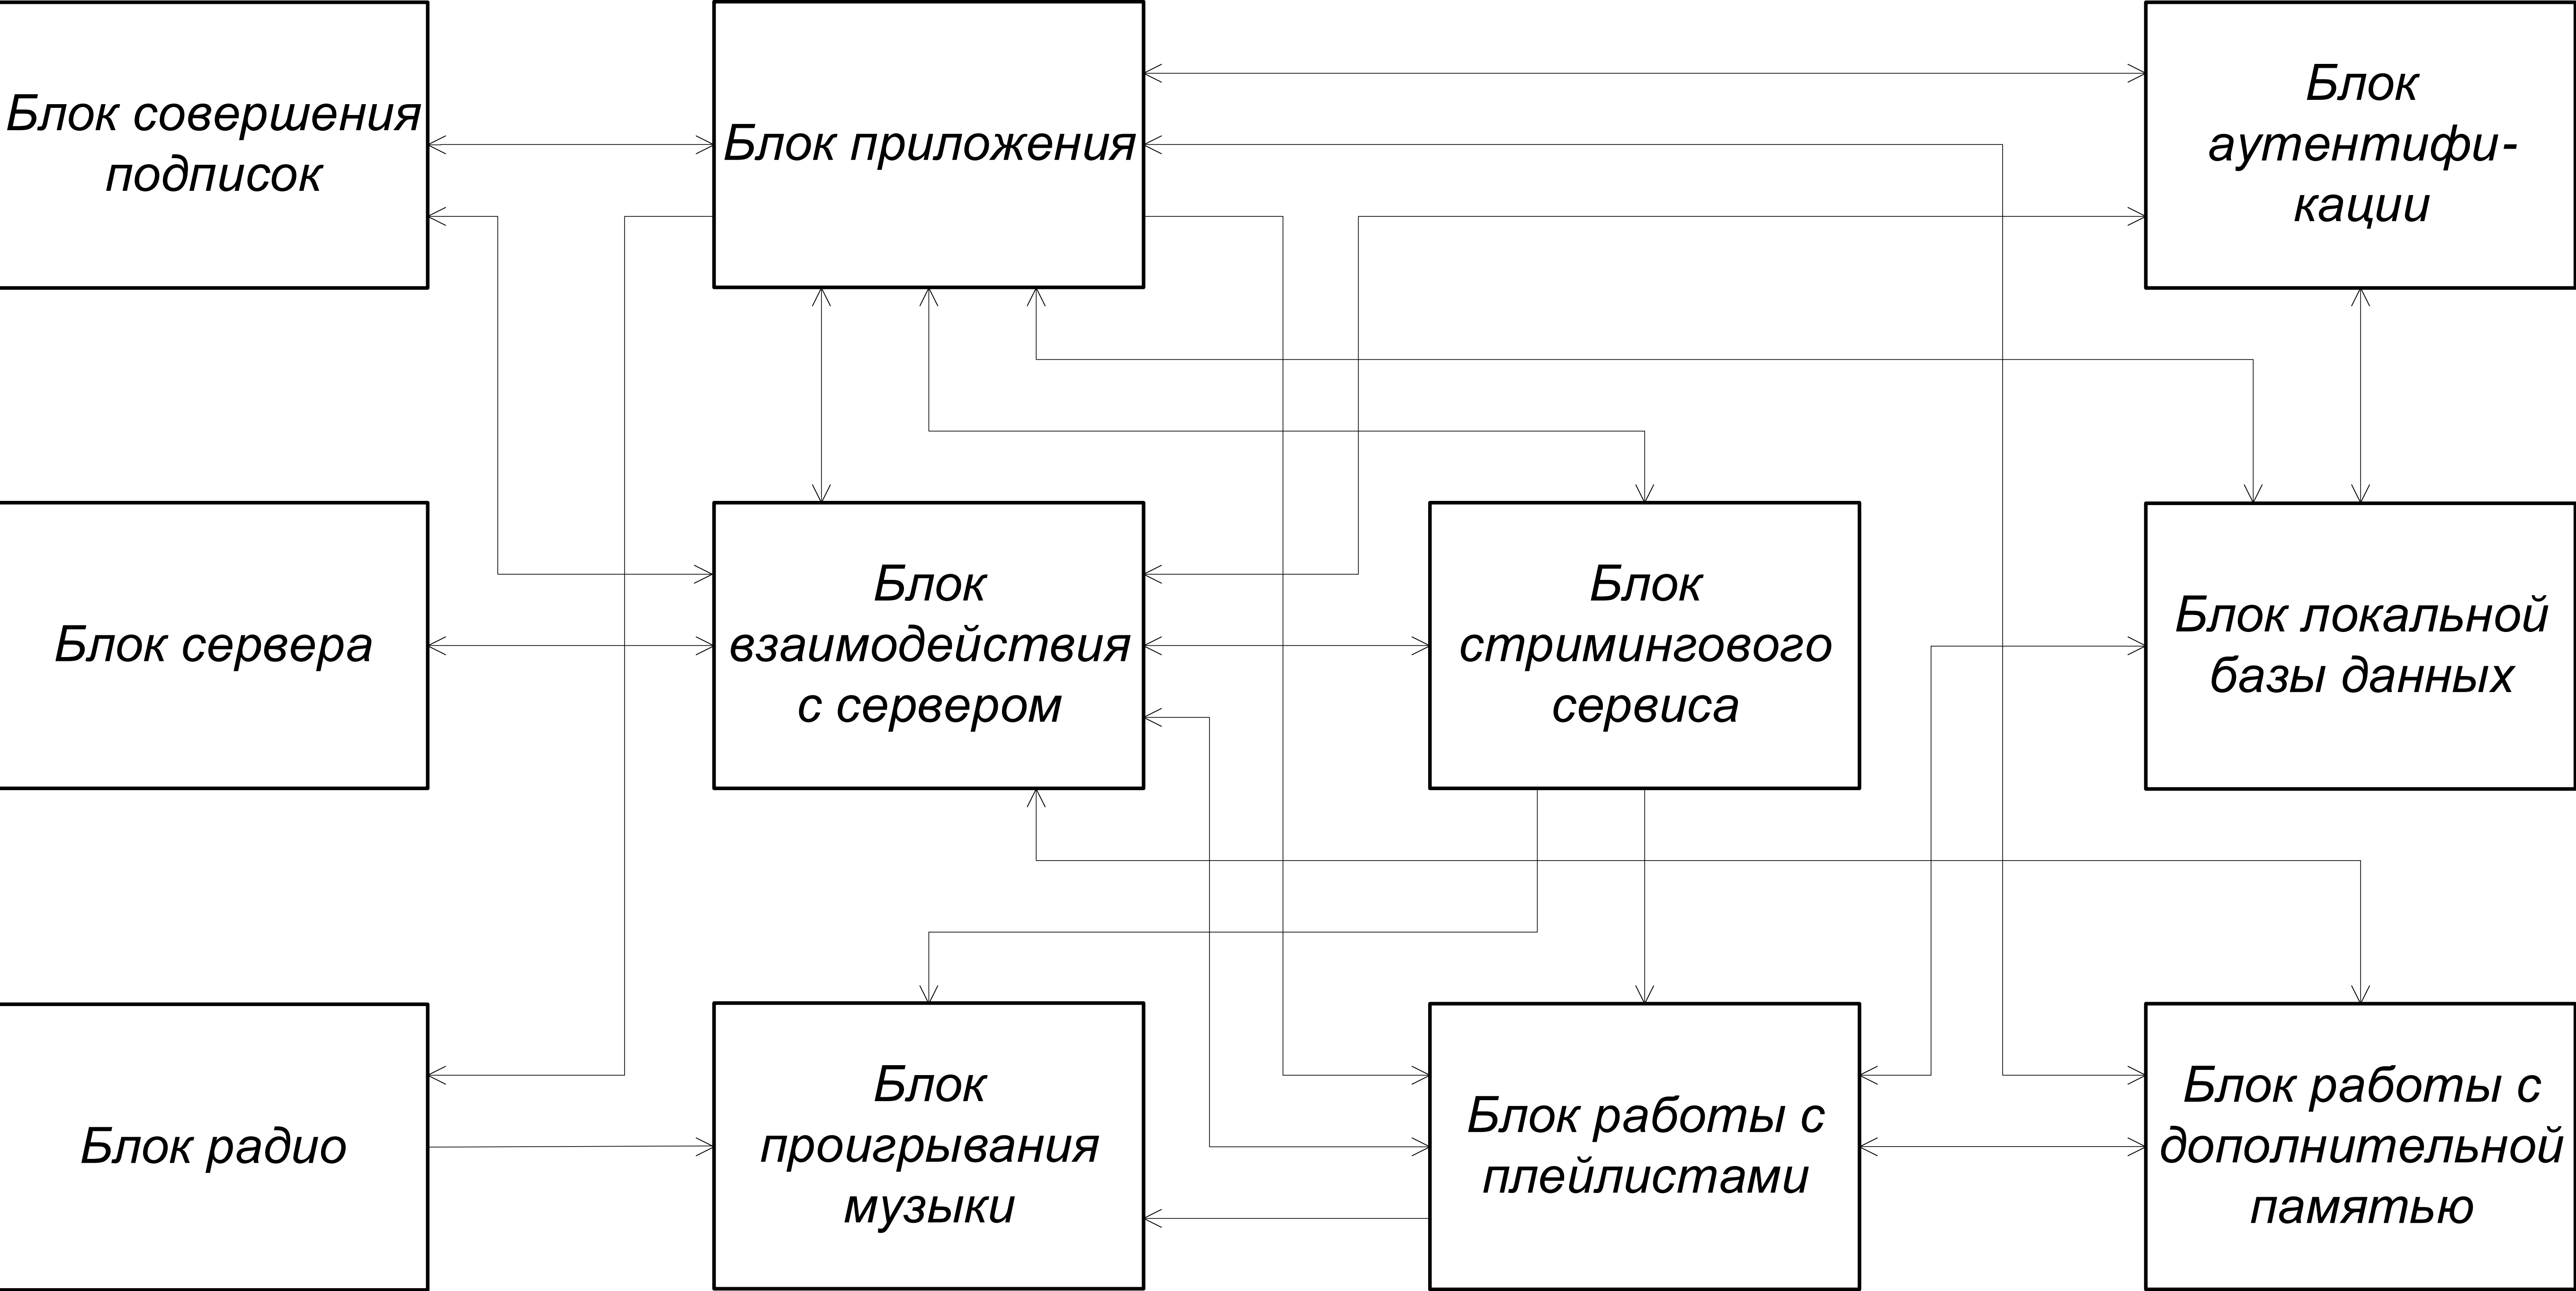 Блок совершения
подписок
Блок приложения
Блок
аутентифи-
кации
Блок сервера
Блок
взаимодействия
с сервером
Блок
стримингового
сервиса
Блок локальной
базы данных
Блок радио
Блок
проигрывания
музыки
Блок работы с
плейлистами
Блок работы с
дополнительной
памятью